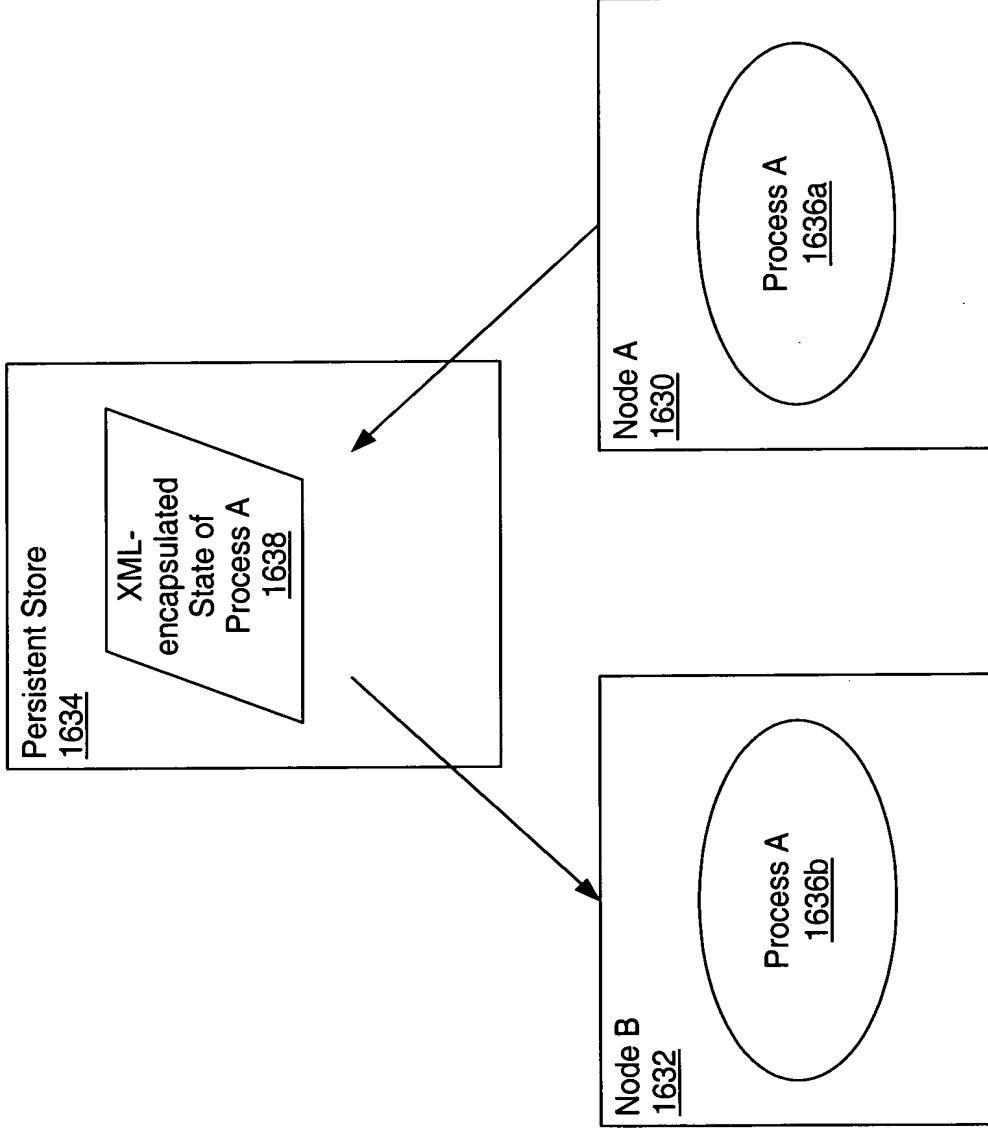 Persistent Store
1634
XML-
encapsulated
State of
Process A
1638
Node B
1632
Process A
1636b
Node A
1630
Process A
1636a